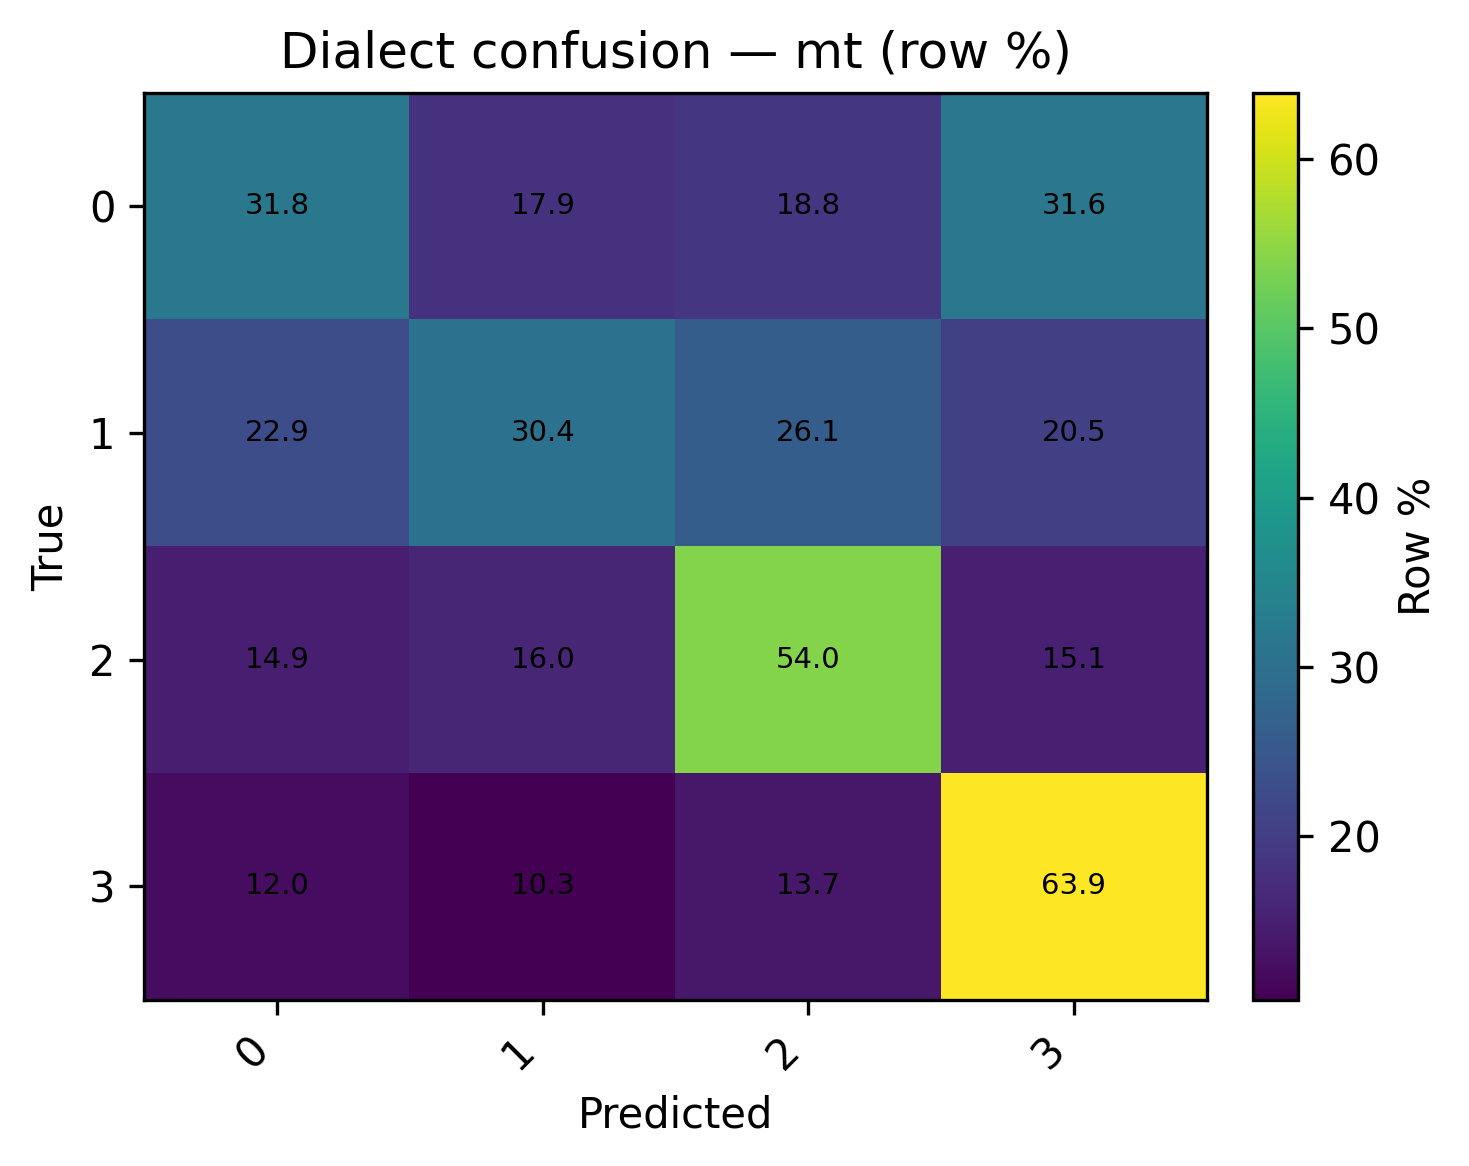 Dialect confusion — mt (row %)
0 31.8 17.9 18.8 31.6
1 22.9 30.4 26.1 20.5
2 14.9 16.0 54.0 15.1
3 12.0 10.3 13.7 63.9
0 1 2 3
Predicted
True
60
50
40
30
20
Row %